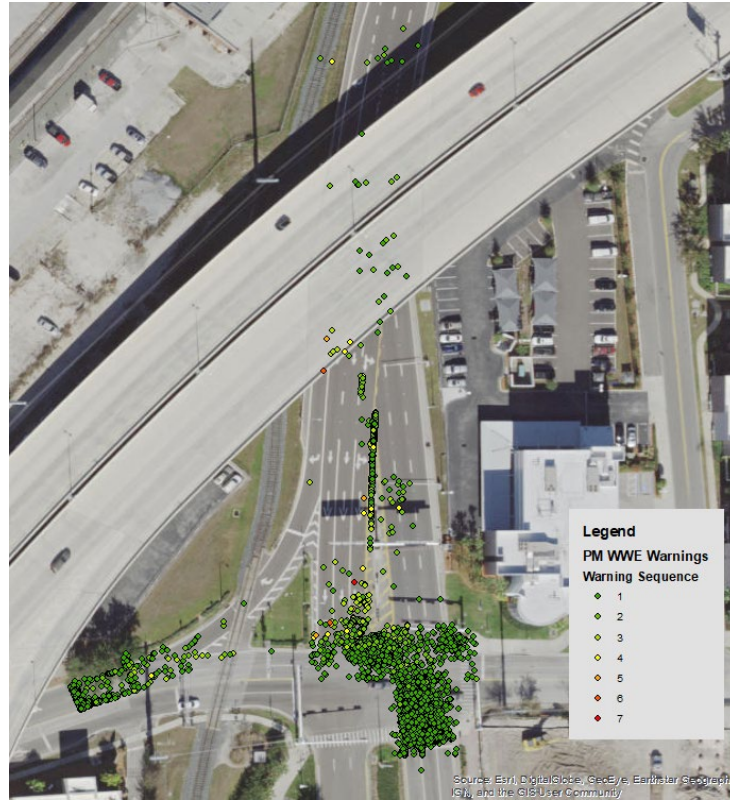 Legend
PM WWE Warnings
Warning Sequence
1
2
3
4
5
6
7
Source: Esri, DigitalGlobe, GeoEye, Earthstar Geograph
IGN, and the GIS User Community